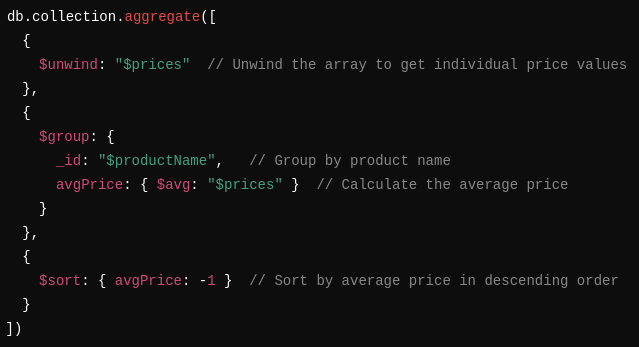 db.collection.aggregate([
  {
    $unwind: "$prices"  // Unwind the array to get individual price values
  },
  {
    $group: {
      _id: "$productName",   // Group by product name
      avgPrice: { $avg: "$prices" }  // Calculate the average price
    }
  },
  {
    $sort: { avgPrice: -1 }  // Sort by average price in descending order
  }
])